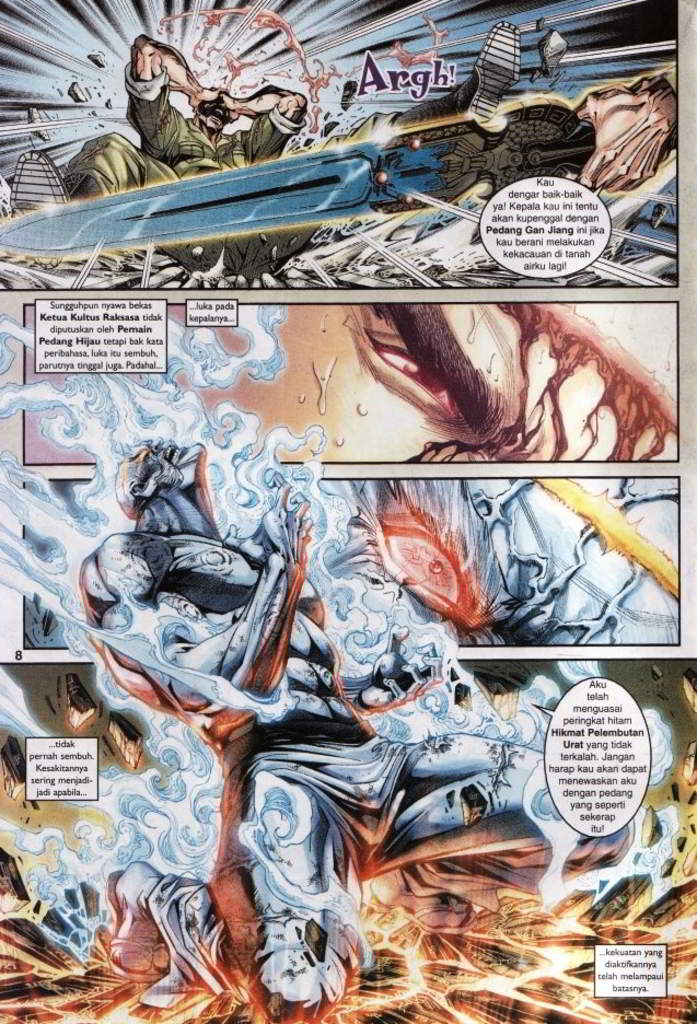 Argh!
Kau
dengar baik-baik
ya! Kepala kau ini tentu
akan kupenggal dengan
Pedang Gan Jiang ini jika
kau berani melakukan
kekacauan di tanah
airku lagi!
Sungguhpun nyawa bekas
Ketua Kultus Raksasa tidak
diputuskan oleh Pemain
Pedang Hijau, bak kata
peribahasa, luka itu sembuh,
parutnya tinggal juga. Padahal...
...luka pada
kepalanya...
8
...tidak
pernah sembuh.
Kesakitannya
sering menjadi-
jadi apabila...
Aku
telah
menguasai
peringkat hitam
Hikmat Pelembutan
Urat yang tidak
terkalah. Jangan
harap kau akan dapat
menewaskan aku
dengan pedang
yang seperti
sekerap
itu!
...kekuatan yang
diaktifkannya
telah melampaui
batasnya.